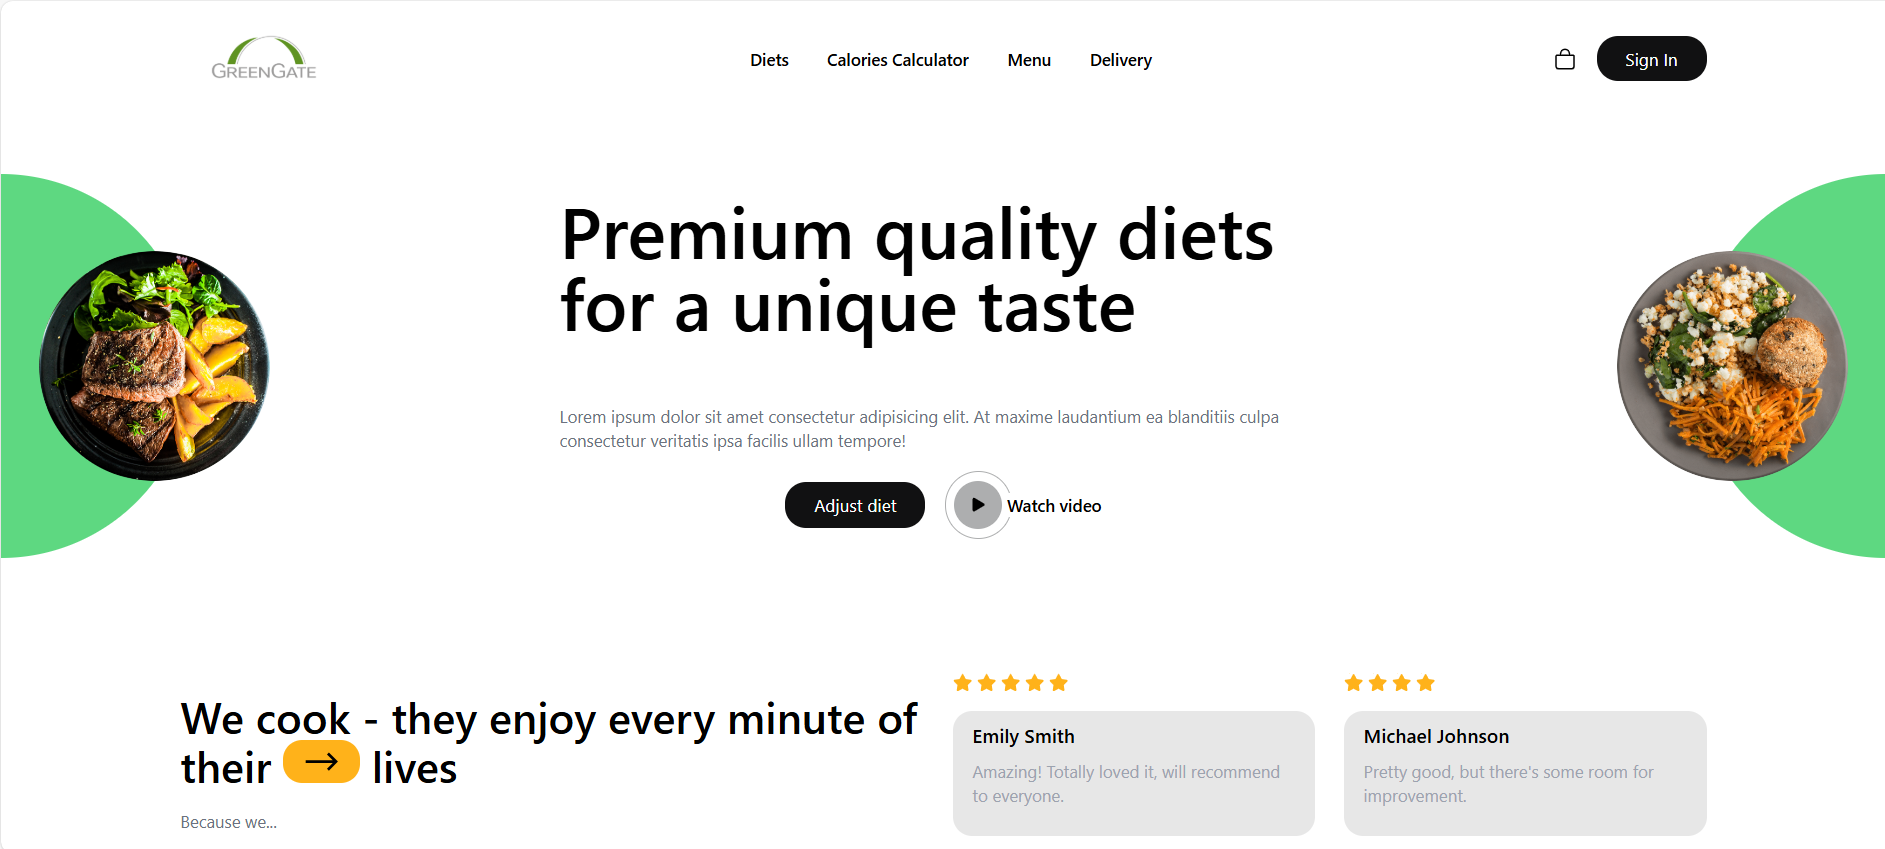 GREENGATE
Diets
Calories Calculator
Menu
Delivery
Sign In
Premium quality diets
for a unique taste
Lorem ipsum dolor sit amet consectetur adipisicing elit. At maxime laudantium ea blanditiis culpa
consectetur veritatis ipsa facilis ullam tempore!
Adjust diet
Watch video
We cook - they enjoy every minute of
their → lives
Because we...
Emily Smith
Amazing! Totally loved it, will recommend
to everyone.
Michael Johnson
Pretty good, but there's some room for
improvement.